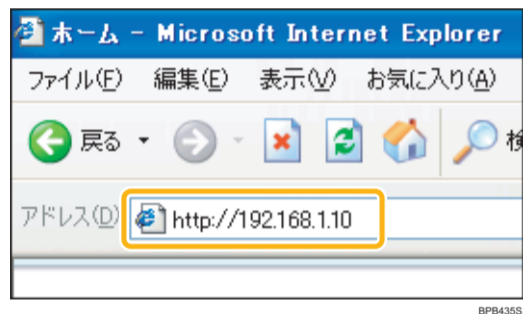 ホーム - Microsoft Internet Explorer
ファイル(F) 編集(E) 表示(V) お気に入り(A)
戻る
アドレス(D) http://192.168.1.10
BPB435S